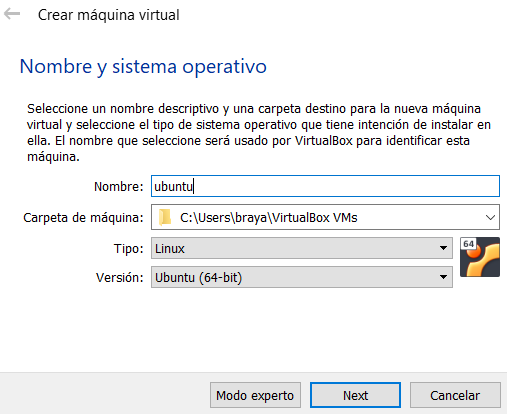 Crear máquina virtual
Nombre y sistema operativo
Seleccione un nombre descriptivo y una carpeta destino para la nueva máquina
virtual y seleccione el tipo de sistema operativo que tiene intención de instalar en
ella. El nombre que seleccione será usado por VirtualBox para identificar esta
máquina.
Nombre: ubuntu
Carpeta de máquina: C:\Users\braya\VirtualBox VMs
Tipo: Linux
64
Versión: Ubuntu (64-bit)
Modo experto Next Cancelar